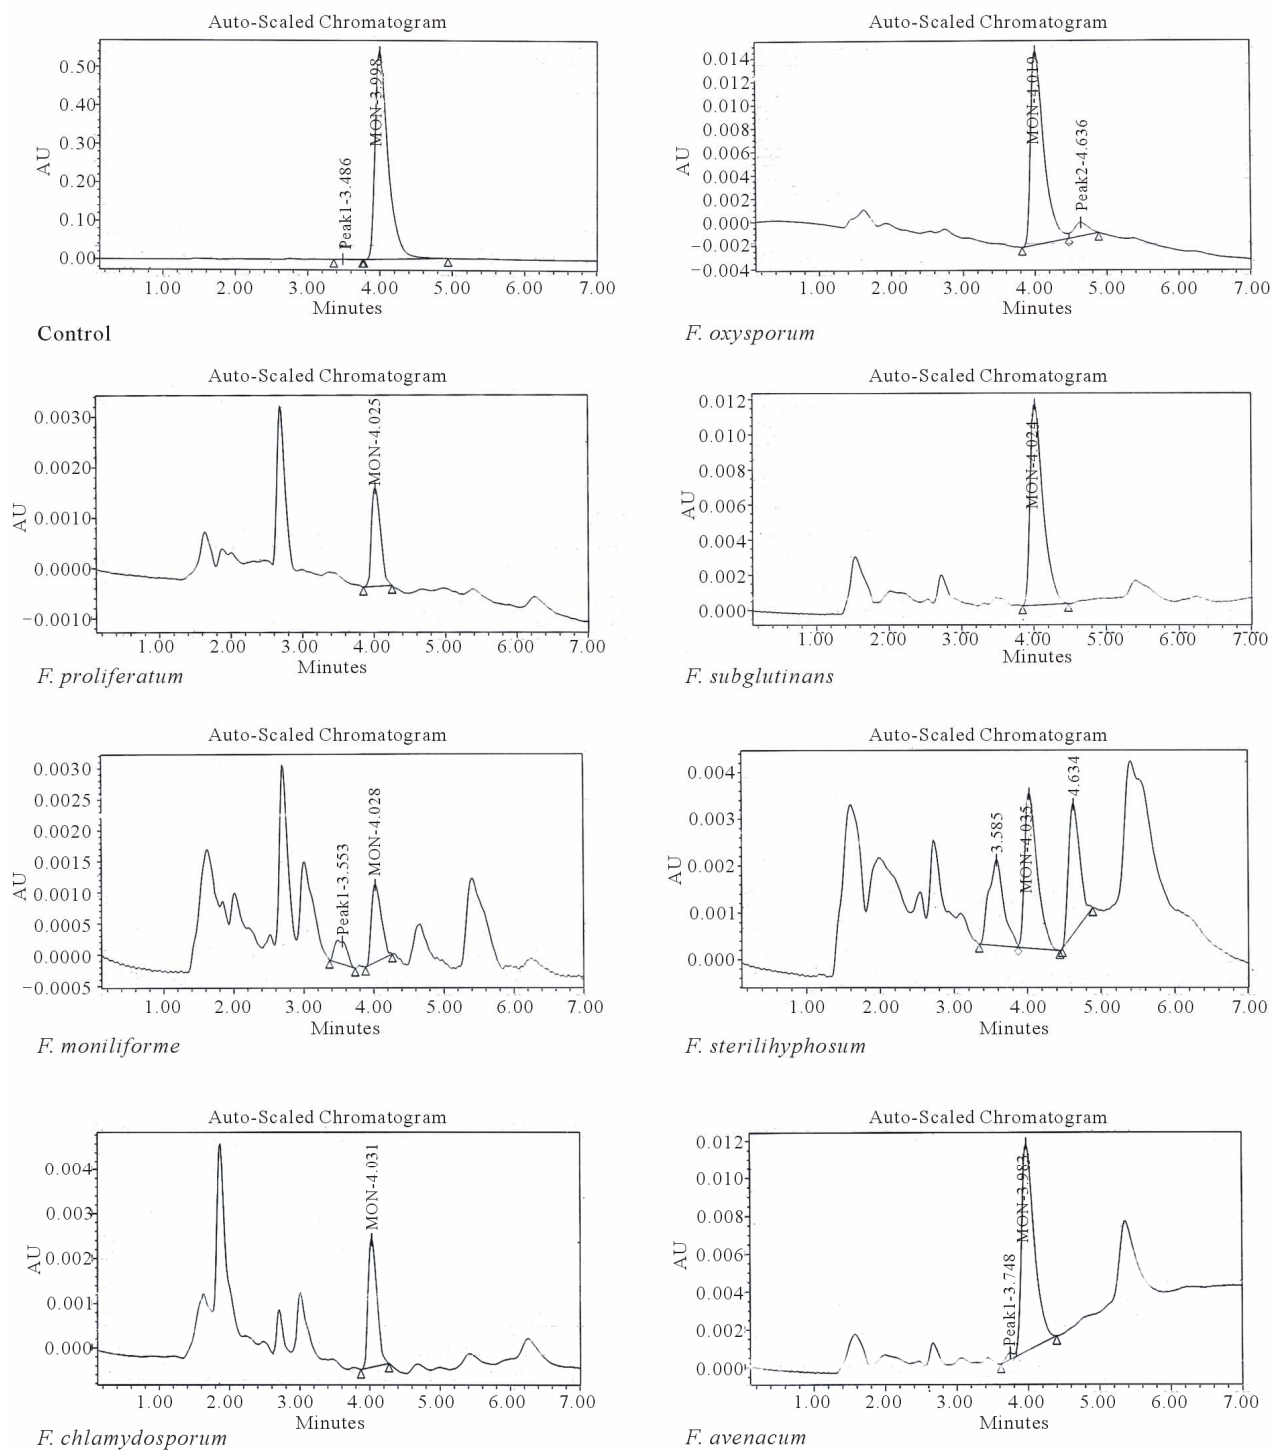 Auto-Scaled Chromatogram
0.50
0.40
0.30
0.20
0.10
0.00
AU
Peak1-3.486
MON-3.998
1.00 2.00 3.00 4.00 5.00 6.00 7.00
Minutes
Control
Auto-Scaled Chromatogram
0.014
0.012
0.010
0.008
0.006
0.004
0.002
0.000
−0.002
−0.004
AU
MON-4.019
Peak2-4.636
1.00 2.00 3.00 4.00 5.00 6.00 7.00
Minutes
F. oxysporum
Auto-Scaled Chromatogram
0.0030
0.0020
0.0010
0.0000
−0.0010
AU
MON-4.025
1.00 2.00 3.00 4.00 5.00 6.00 7.00
Minutes
F. proliferatum
Auto-Scaled Chromatogram
0.012
0.010
0.008
0.006
0.004
0.002
0.000
AU
MON-4.024
1.00 2.00 3.00 4.00 5.00 6.00 7.00
Minutes
F. subglutinans
Auto-Scaled Chromatogram
0.0030
0.0025
0.0020
0.0015
0.0010
0.0005
0.0000
−0.0005
AU
Peak1-3.553
MON-4.028
1.00 2.00 3.00 4.00 5.00 6.00 7.00
Minutes
F. moniliforme
Auto-Scaled Chromatogram
0.004
0.003
0.002
0.001
0.000
AU
3.585
MON-4.035
4.634
1.00 2.00 3.00 4.00 5.00 6.00 7.00
Minutes
F. sterilihyphosum
Auto-Scaled Chromatogram
0.004
0.003
0.002
0.001
0.000
AU
MON-4.031
1.00 2.00 3.00 4.00 5.00 6.00 7.00
Minutes
F. chlamydosporum
Auto-Scaled Chromatogram
0.012
0.010
0.008
0.006
0.004
0.002
0.000
AU
Peak1-3.748
MON-3.983
1.00 2.00 3.00 4.00 5.00 6.00 7.00
Minutes
F. avenacum